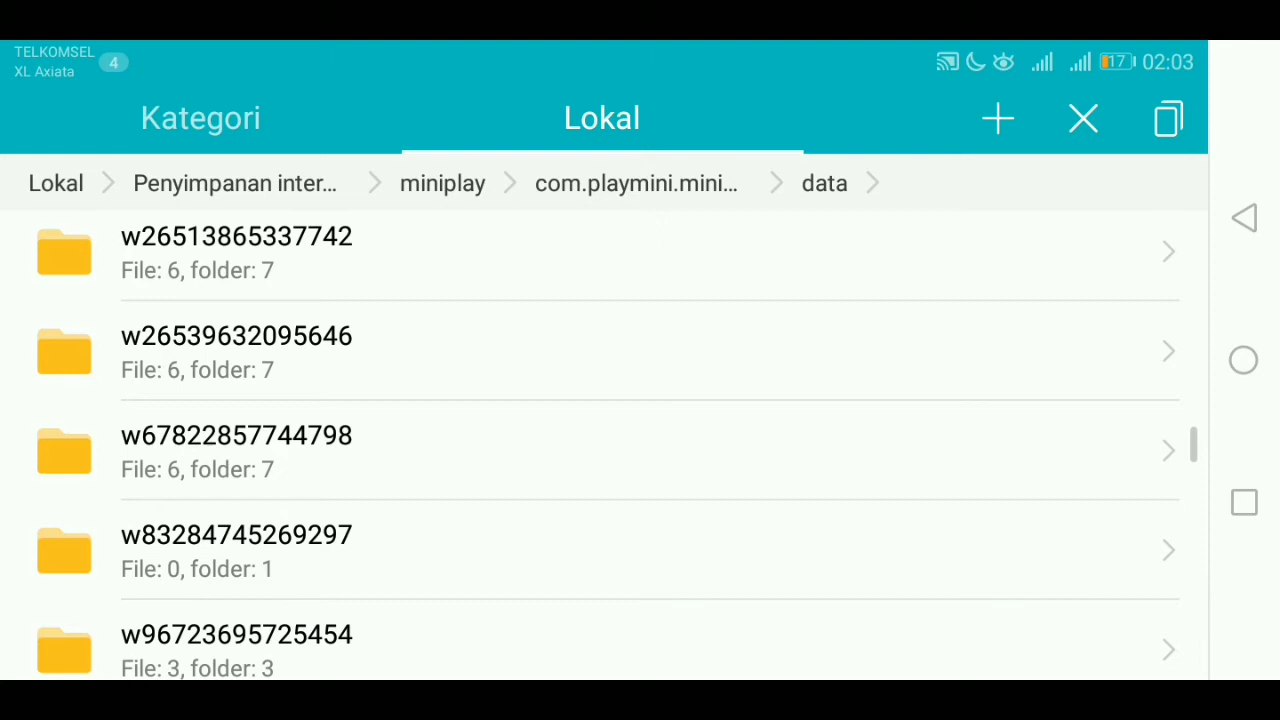 TELKOMSEL
XL Axiata
4
17
02:03
Kategori
Lokal
Lokal
Penyimpanan inter...
miniplay
com.playmini.mini...
data
w26513865337742
File: 6, folder: 7
w26539632095646
File: 6, folder: 7
w67822857744798
File: 6, folder: 7
w83284745269297
File: 0, folder: 1
w96723695725454
File: 3, folder: 3